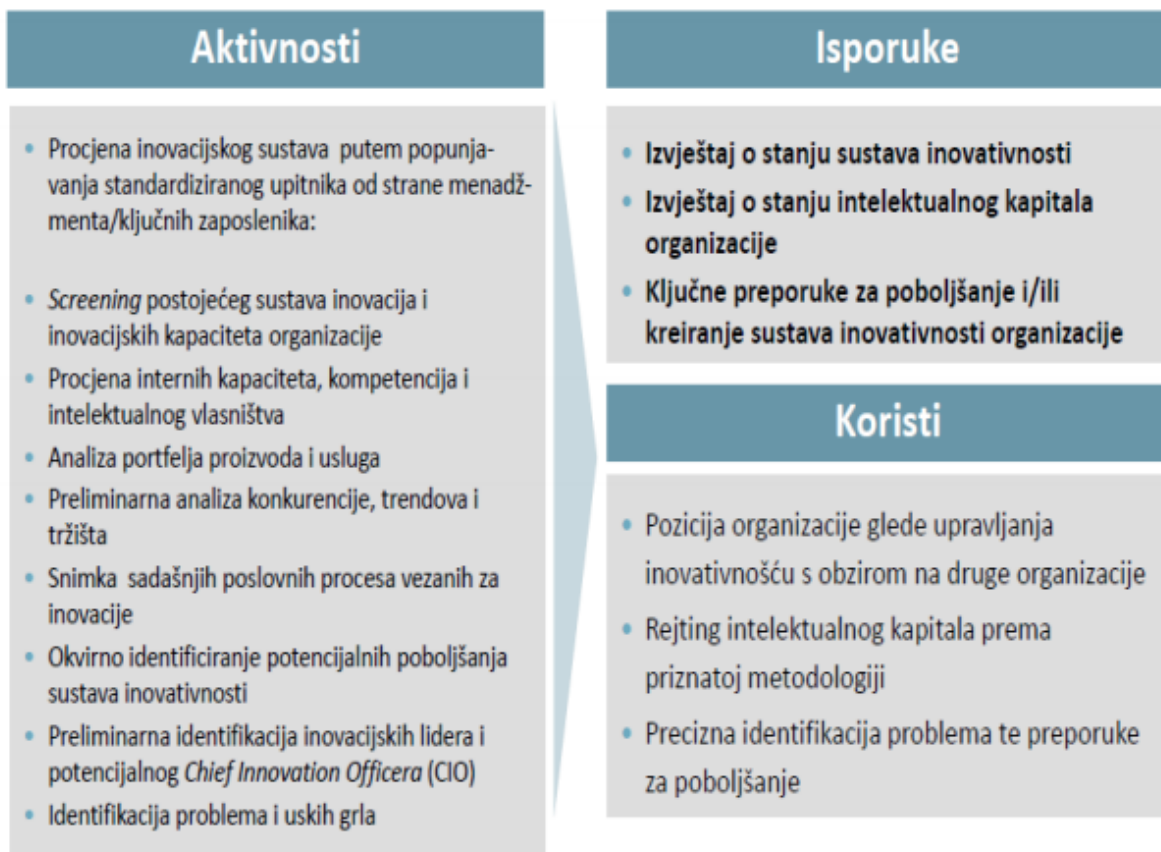 Aktivnosti
• Procjena inovacijskog sustava putem popunja-
vanja standardiziranog upitnika od strane menadž-
menta/ključnih zaposlenika:
• Screening postojećeg sustava inovacija i
inovacijskih kapaciteta organizacije
• Procjena internih kapaciteta, kompetencija i
intelektualnog vlasništva
• Analiza portfelja proizvoda i usluga
• Preliminarna analiza konkurencije, trendova i
tržišta
• Snimka sadašnjih poslovnih procesa vezanih za
inovacije
• Okvirno identificiranje potencijalnih poboljšanja
sustava inovativnosti
• Preliminarna identifikacija inovacijskih lidera i
potencijalnog Chief Innovation Officera (CIO)
• Identifikacija problema i uskih grla
Isporuke
• Izvještaj o stanju sustava inovativnosti
• Izvještaj o stanju intelektualnog kapitala
organizacije
• Ključne preporuke za poboljšanje i/ili
kreiranje sustava inovativnosti organizacije
Koristi
• Pozicija organizacije glede upravljanja
inovativnošću s obzirom na druge organizacije
• Rejting intelektualnog kapitala prema
priznatoj metodologiji
• Precizna identifikacija problema te preporuke
za poboljšanje